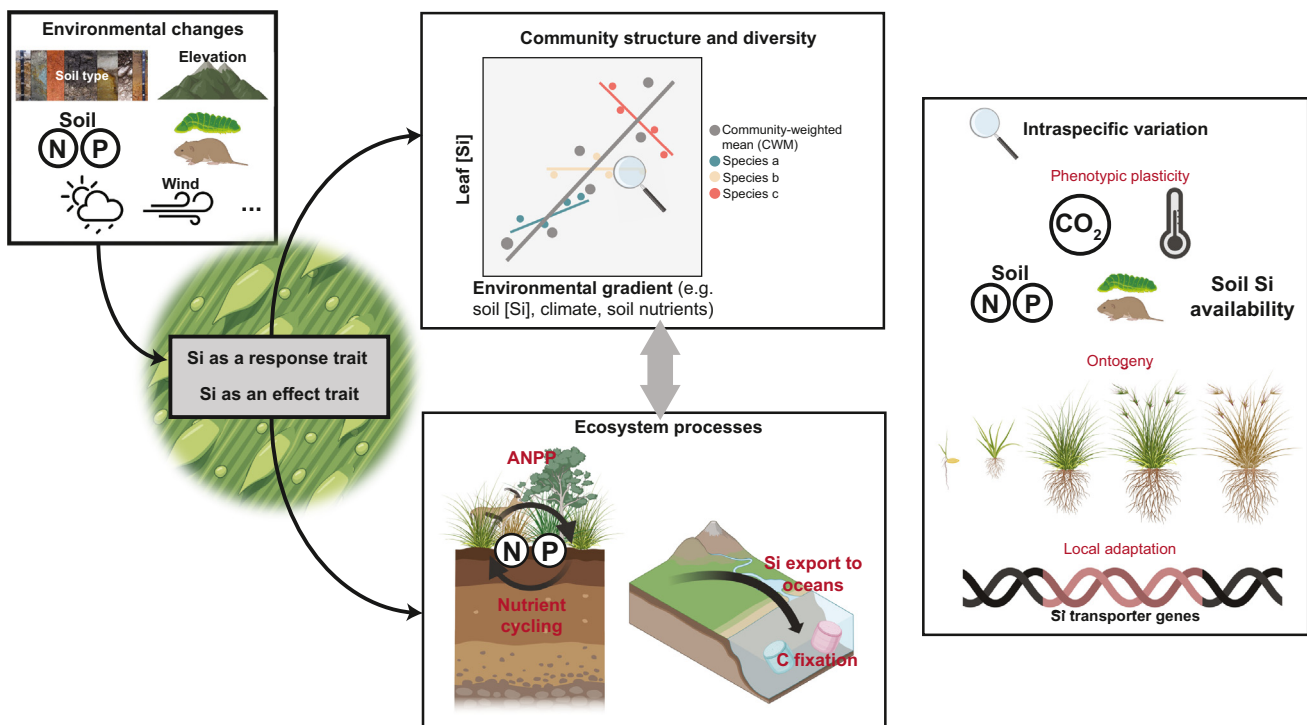 Environmental changes
Soil type
Elevation
Soil
N P
Wind
...
Si as a response trait
Si as an effect trait
Community structure and diversity
Leaf [Si]
Community-weighted
mean (CWM)
Species a
Species b
Species c
Environmental gradient (e.g.
soil [Si], climate, soil nutrients)
Ecosystem processes
ANPP
N P
Nutrient
cycling
Si export to
oceans
C fixation
Intraspecific variation
Phenotypic plasticity
CO2
Soil
N P
Soil Si
availability
Ontogeny
Local adaptation
Si transporter genes